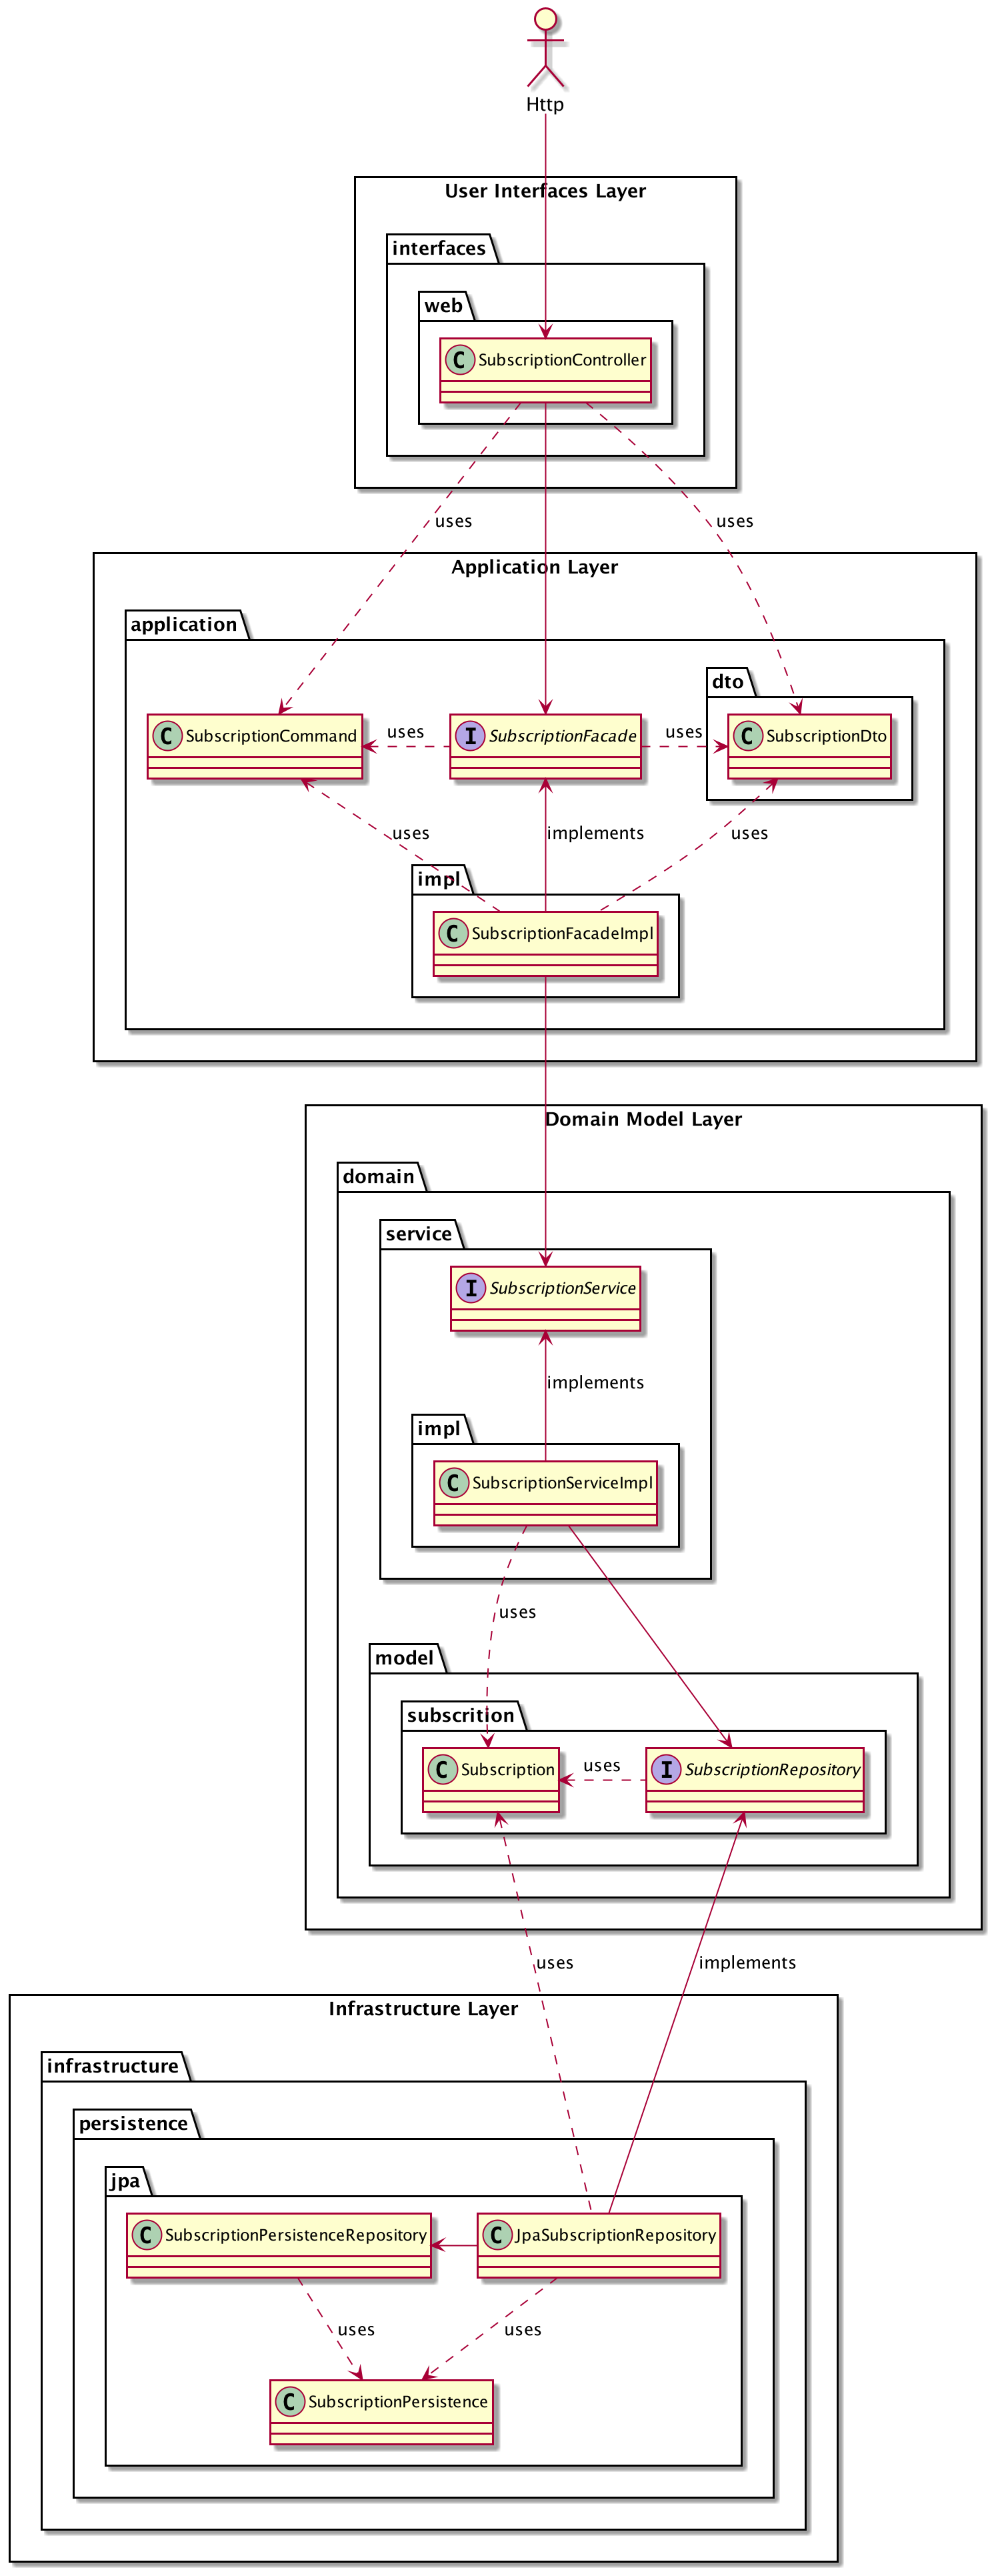 Http
User Interfaces Layer
interfaces
web
C SubscriptionController
uses
uses
Application Layer
application
dto
C SubscriptionCommand
uses
I SubscriptionFacade
uses
C SubscriptionDto
uses
implements
uses
impl
C SubscriptionFacadeImpl
Domain Model Layer
domain
service
I SubscriptionService
implements
impl
C SubscriptionServiceImpl
uses
model
subscrition
C Subscription
uses
I SubscriptionRepository
uses
implements
Infrastructure Layer
infrastructure
persistence
jpa
C SubscriptionPersistenceRepository
C JpaSubscriptionRepository
uses
uses
C SubscriptionPersistence